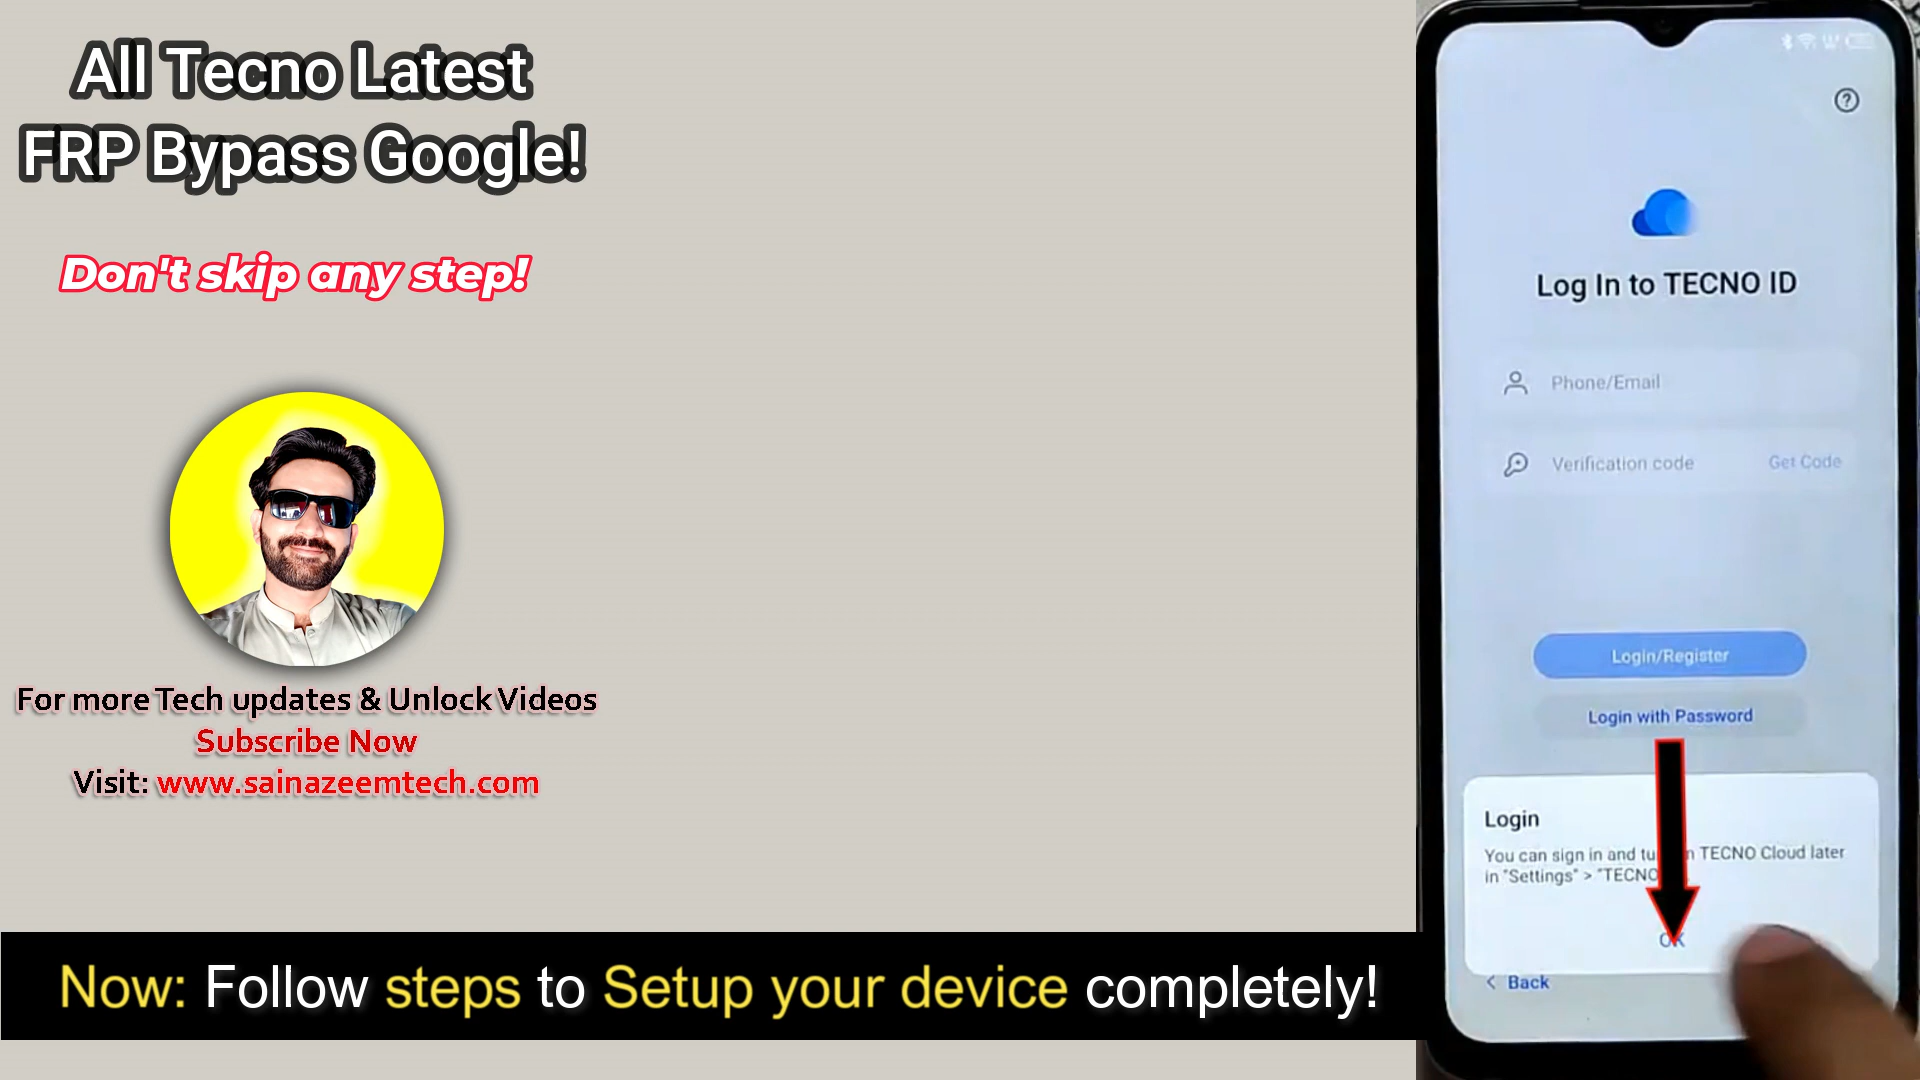 All Tecno Latest
FRP Bypass Google!
Don't skip any step!
For more Tech updates & Unlock Videos
Subscribe Now
Visit: www.sainazeemtech.com
Now: Follow steps to Setup your device completely!
Log In to TECNO ID
Phone/Email
Verification code Get Code
Login/Register
Login with Password
Login
You can sign in and TECNO Cloud later
in "Settings" > "TECNO
OK
< Back